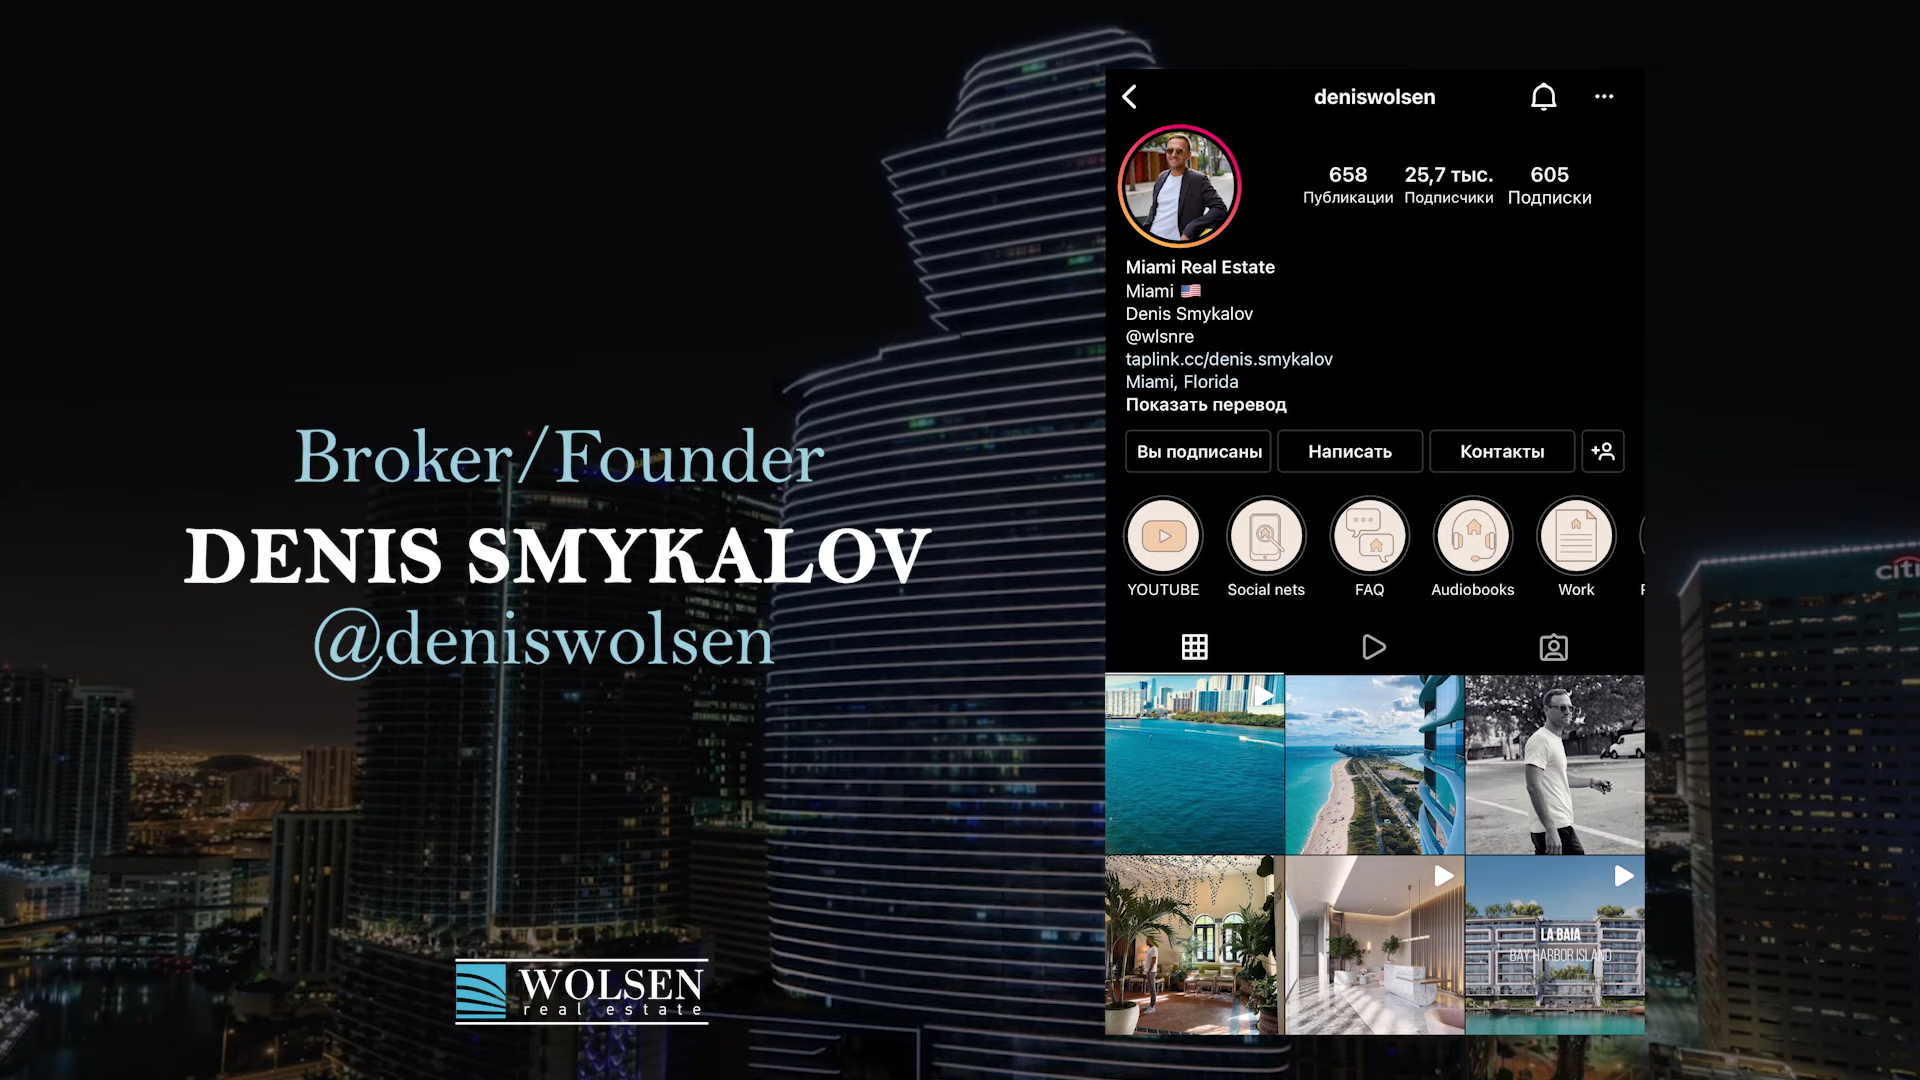 Broker/Founder
DENIS SMYKALOV
@deniswolsen
WOLSEN
real estate
deniswolsen
658
Публикации
25,7 тыс.
Подписчики
605
Подписки
Miami Real Estate
Miami 🇺🇸
Denis Smykalov
@wlsnre
taplink.cc/denis.smykalov
Miami, Florida
Показать перевод
Вы подписаны
Написать
Контакты
YOUTUBE
Social nets
FAQ
Audiobooks
Work
LA BAIA
BAY HARBOR ISLAND
citi